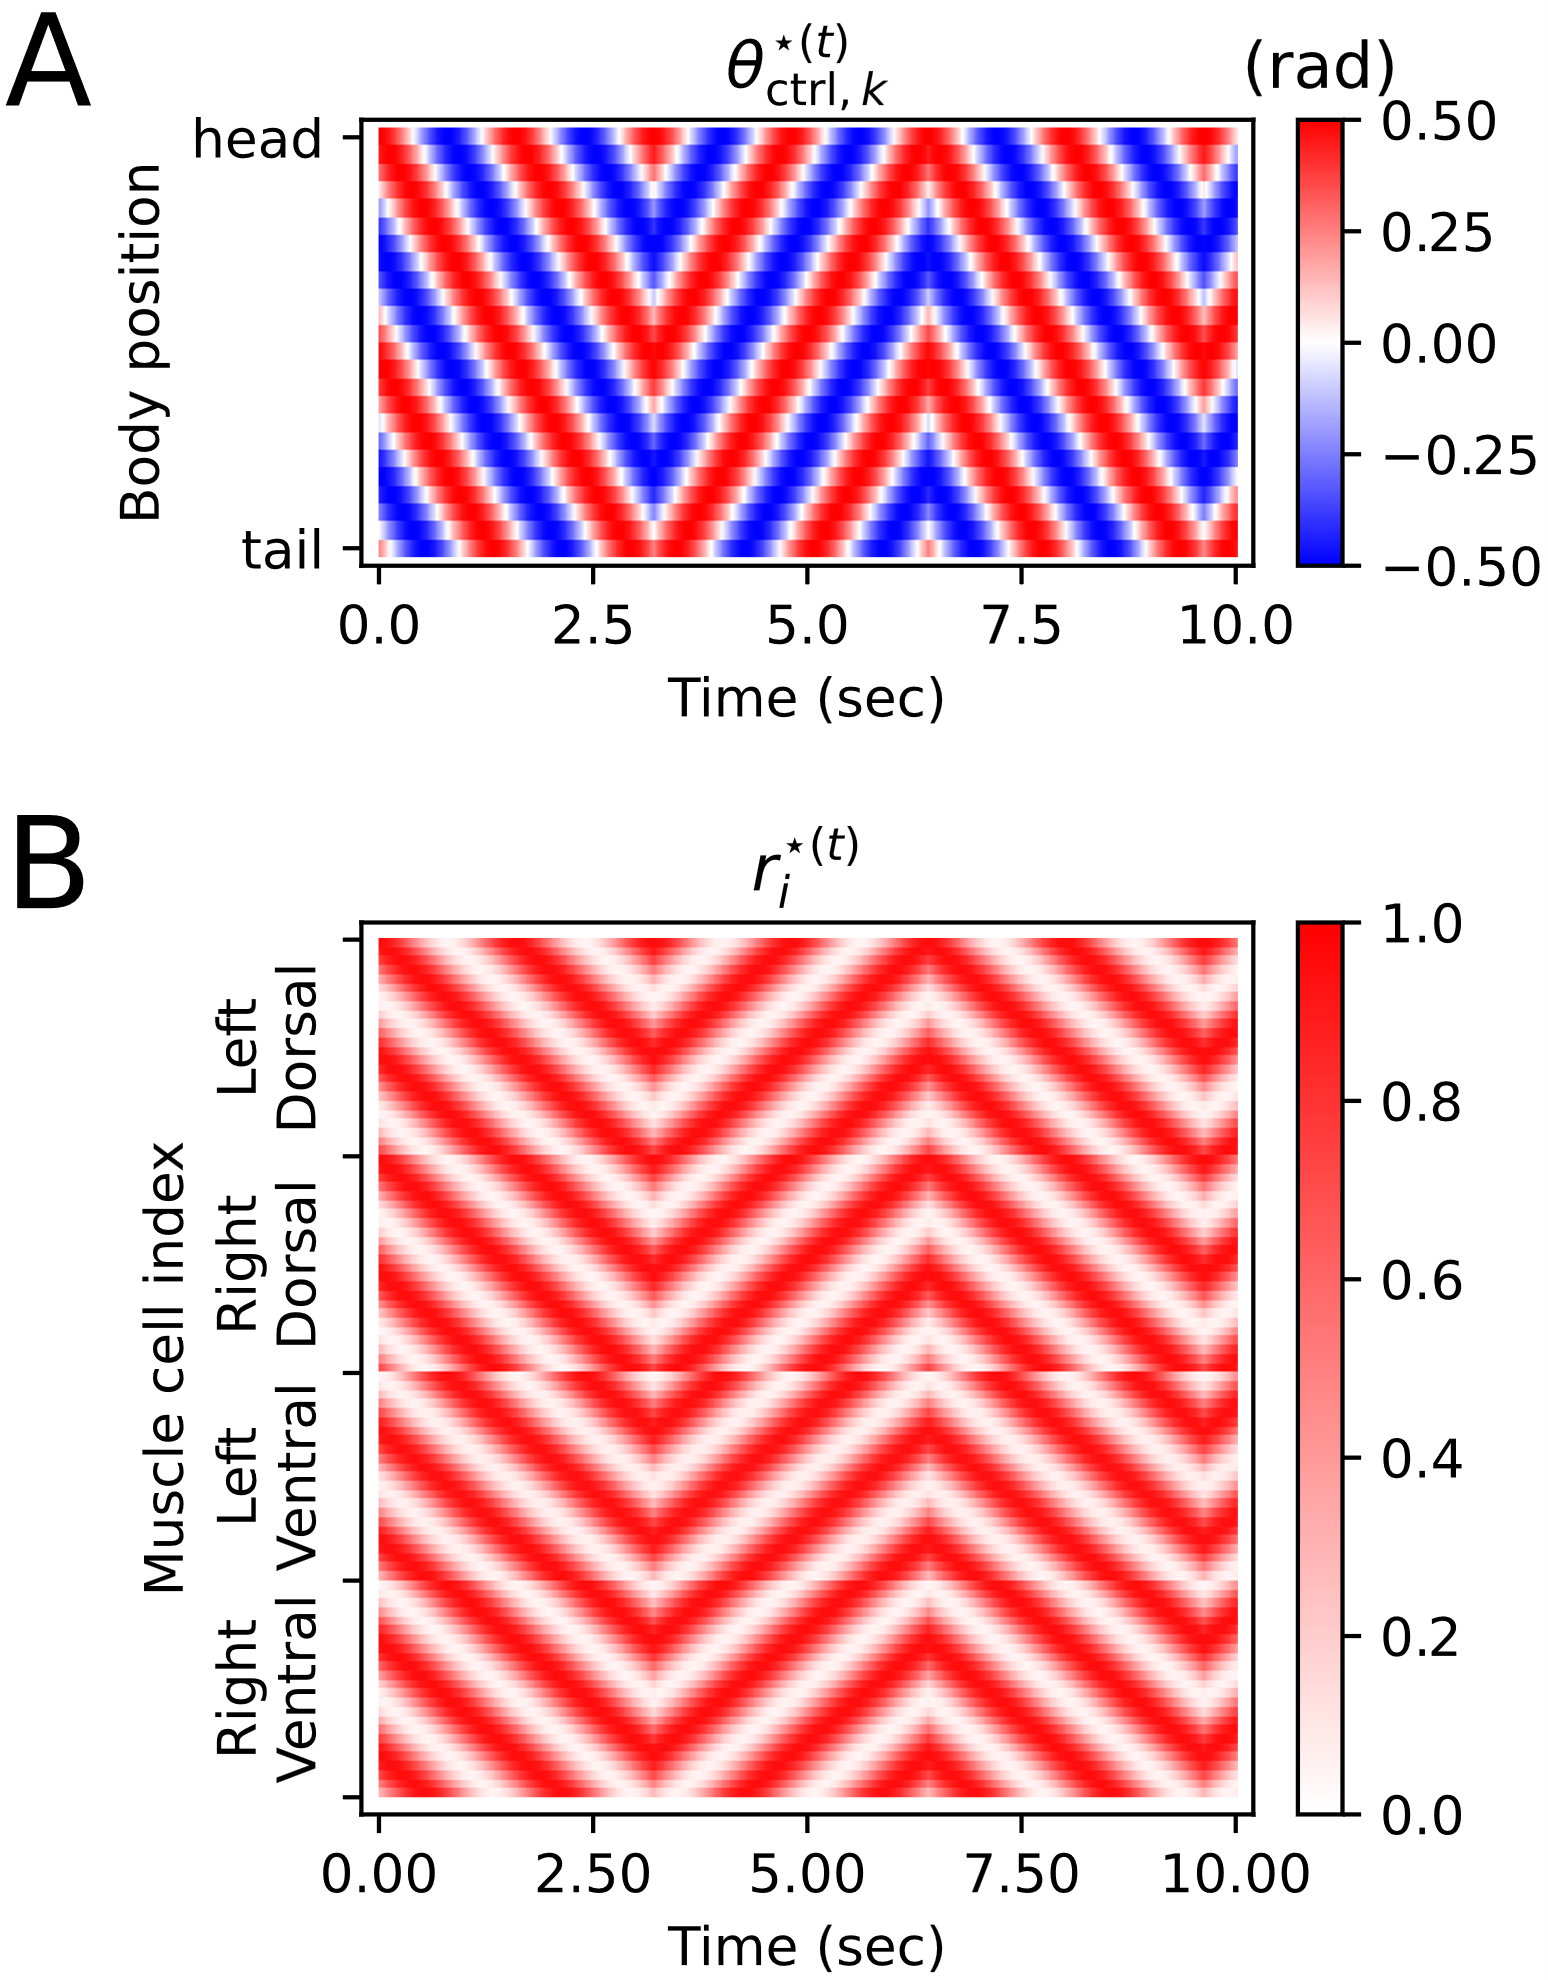 A
θ⋆(t)ctrl, k
(rad)
head
tail
Body position
0.50
0.25
0.00
−0.25
−0.50
0.0 2.5 5.0 7.5 10.0
Time (sec)
B
r⋆(t)i
Muscle cell index
Left
Dorsal
Right
Dorsal
Left
Ventral
Right
Ventral
1.0
0.8
0.6
0.4
0.2
0.0
0.00 2.50 5.00 7.50 10.00
Time (sec)